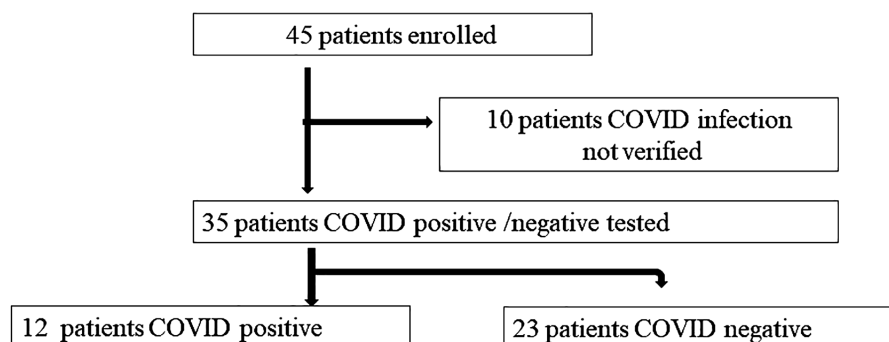 45 patients enrolled
10 patients COVID infection
not verified
35 patients COVID positive /negative tested
12 patients COVID positive
23 patients COVID negative